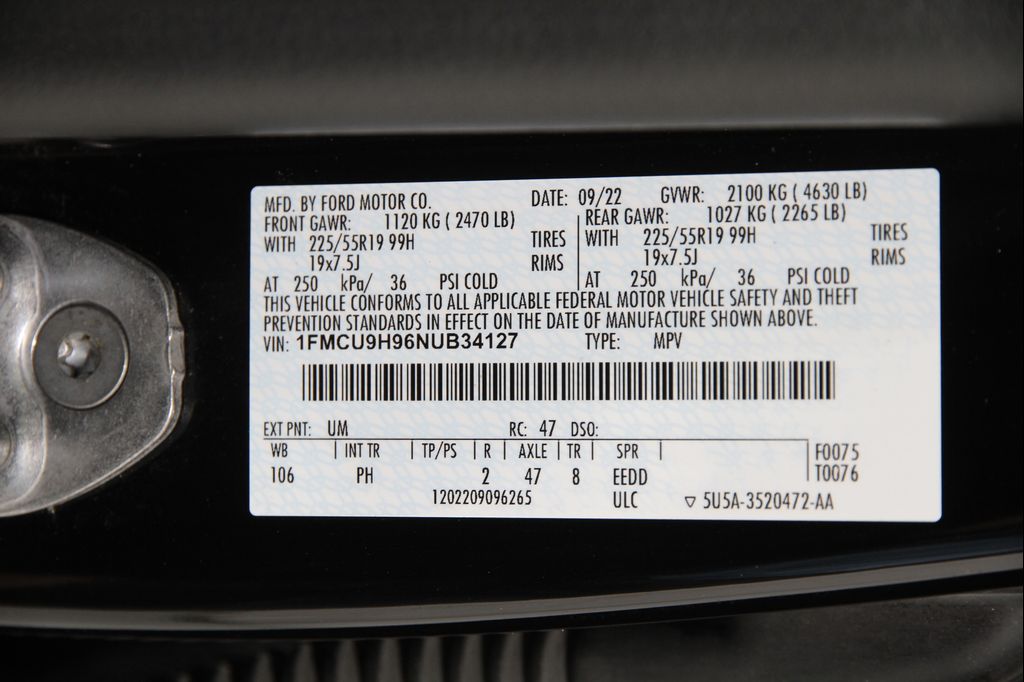 MFD. BY FORD MOTOR CO. DATE: 09/22 GVWR: 2100 KG ( 4630 LB)
FRONT GAWR: 1120 KG ( 2470 LB) REAR GAWR: 1027 KG ( 2265 LB)
WITH 225/55R19 99H TIRES WITH 225/55R19 99H TIRES
19x7.5J RIMS 19x7.5J RIMS
AT 250 kPa/ 36 PSI COLD AT 250 kPa/ 36 PSI COLD
THIS VEHICLE CONFORMS TO ALL APPLICABLE FEDERAL MOTOR VEHICLE SAFETY AND THEFT
PREVENTION STANDARDS IN EFFECT ON THE DATE OF MANUFACTURE SHOWN ABOVE.
VIN: 1FMCU9H96NUB34127 TYPE: MPV
EXT PNT: UM RC: 47 DSO:
WB INT TR TP/PS R AXLE TR SPR F0075
106 PH 2 47 8 EEDD T0076
1202209096265 ULC ▽ 5U5A-3520472-AA